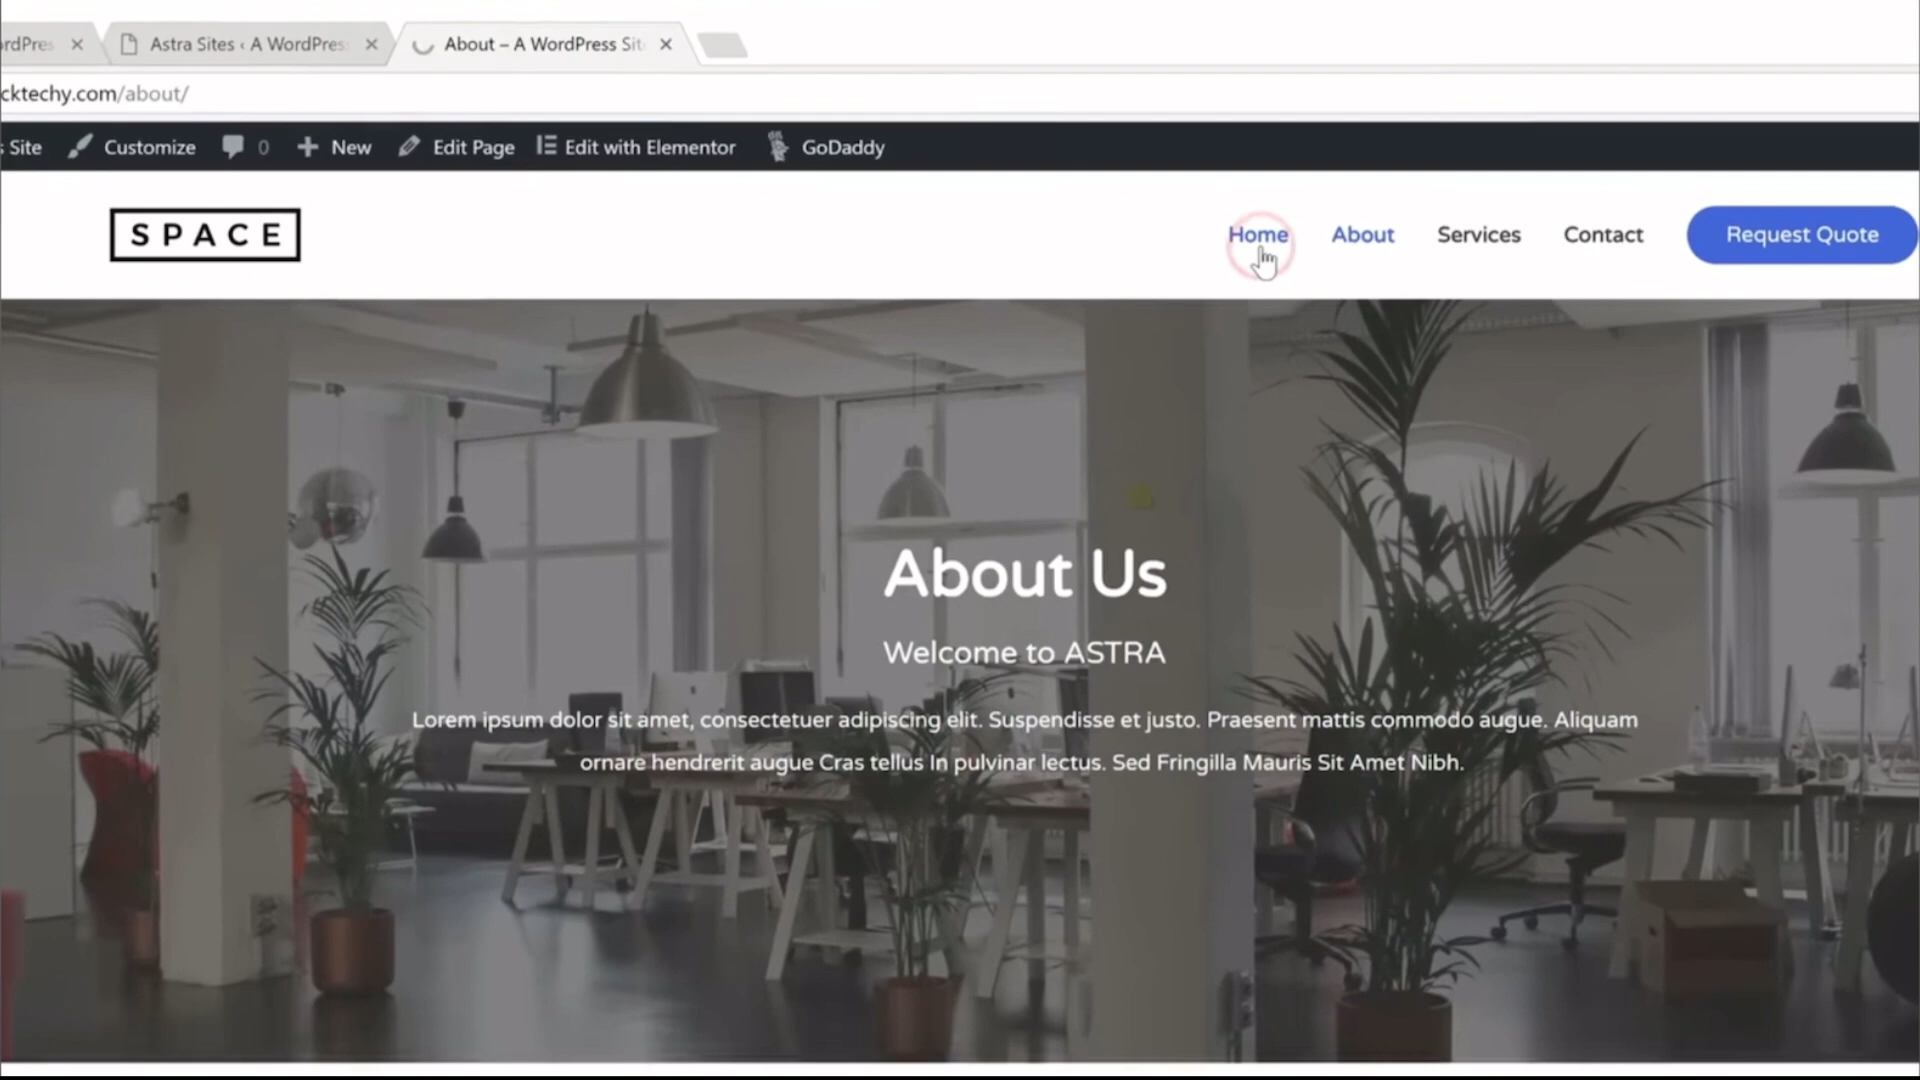 rdPres
Astra Sites ‹ A WordPres
About – A WordPress Sit
cktechy.com/about/
s Site Customize 0 New Edit Page Edit with Elementor GoDaddy
SPACE
Home About Services Contact Request Quote
About Us
Welcome to ASTRA
Lorem ipsum dolor sit amet, consectetuer adipiscing elit. Suspendisse et justo. Praesent mattis commodo augue. Aliquam
ornare hendrerit augue Cras tellus In pulvinar lectus. Sed Fringilla Mauris Sit Amet Nibh.